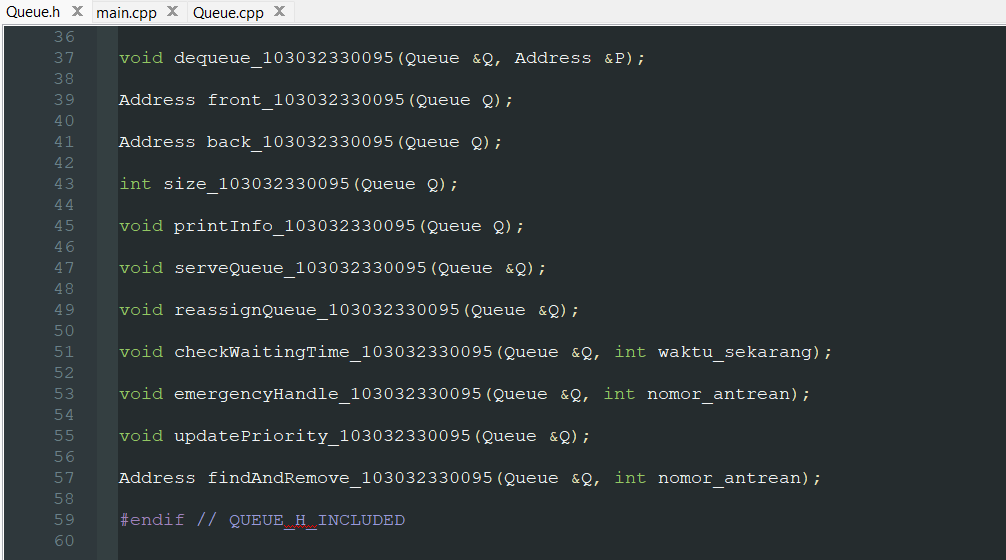 Queue.h X main.cpp X Queue.cpp X
36
37 void dequeue_103032330095(Queue &Q, Address &P);
38
39 Address front_103032330095(Queue Q);
40
41 Address back_103032330095(Queue Q);
42
43 int size_103032330095(Queue Q);
44
45 void printInfo_103032330095(Queue Q);
46
47 void serveQueue_103032330095(Queue &Q);
48
49 void reassignQueue_103032330095(Queue &Q);
50
51 void checkWaitingTime_103032330095(Queue &Q, int waktu_sekarang);
52
53 void emergencyHandle_103032330095(Queue &Q, int nomor_antrean);
54
55 void updatePriority_103032330095(Queue &Q);
56
57 Address findAndRemove_103032330095(Queue &Q, int nomor_antrean);
58
59 #endif // QUEUE_H_INCLUDED
60